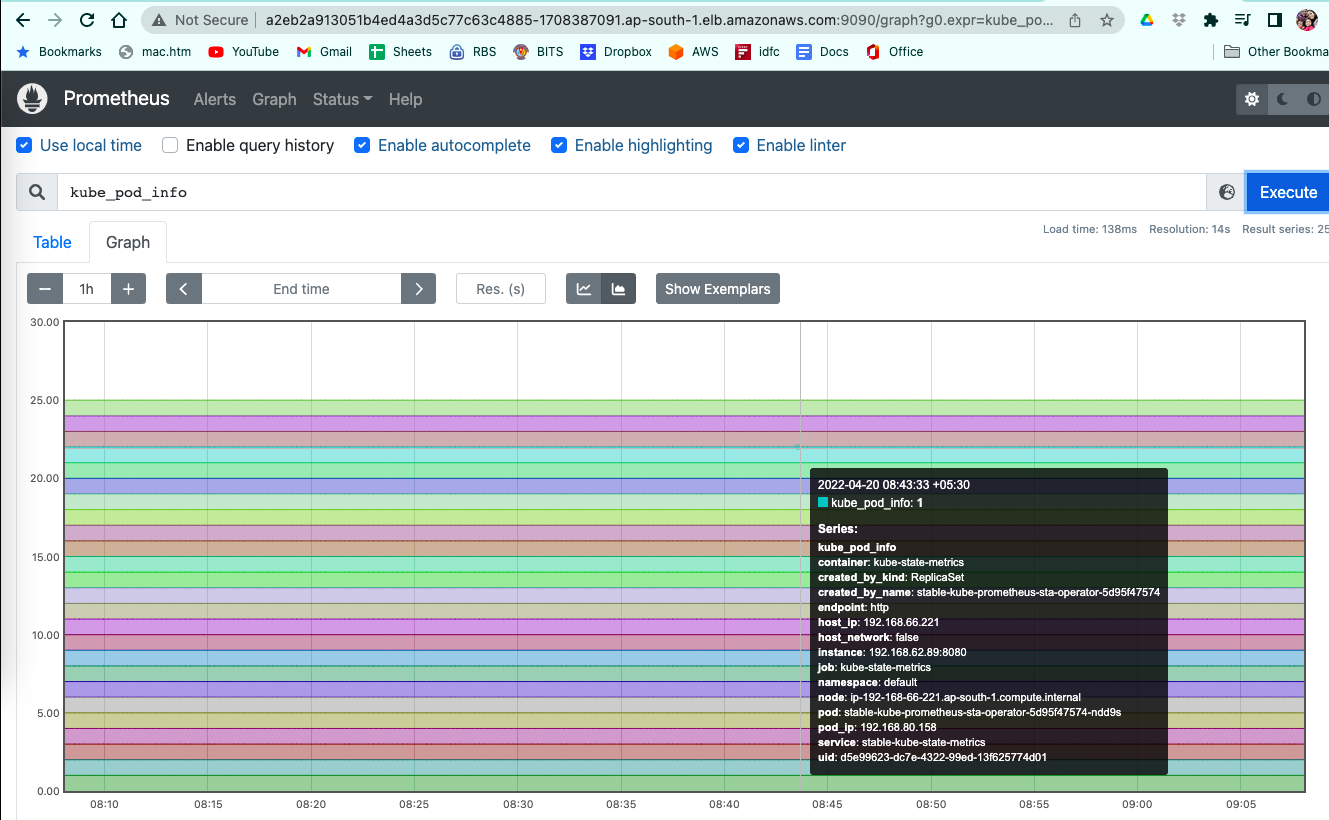 Not Secure a2eb2a913051b4ed4a3d5c77c63c4885-1708387091.ap-south-1.elb.amazonaws.com:9090/graph?g0.expr=kube_po...
Bookmarks mac.htm YouTube Gmail Sheets RBS BITS Dropbox AWS idfc Docs Office Other Bookma
Prometheus Alerts Graph Status Help
Use local time Enable query history Enable autocomplete Enable highlighting Enable linter
kube_pod_info Execute
Load time: 138ms Resolution: 14s Result series: 25
Table Graph
− 1h + End time Res. (s) Show Exemplars
30.00
25.00
20.00
15.00
10.00
5.00
0.00
2022-04-20 08:43:33 +05:30
kube_pod_info: 1
Series:
kube_pod_info
container: kube-state-metrics
created_by_kind: ReplicaSet
created_by_name: stable-kube-prometheus-sta-operator-5d95f47574
endpoint: http
host_ip: 192.168.66.221
host_network: false
instance: 192.168.62.89:8080
job: kube-state-metrics
namespace: default
node: ip-192-168-66-221.ap-south-1.compute.internal
pod: stable-kube-prometheus-sta-operator-5d95f47574-ndd9s
pod_ip: 192.168.80.158
service: stable-kube-state-metrics
uid: d5e99623-dc7e-4322-99ed-13f625774d01
08:10 08:15 08:20 08:25 08:30 08:35 08:40 08:45 08:50 08:55 09:00 09:05